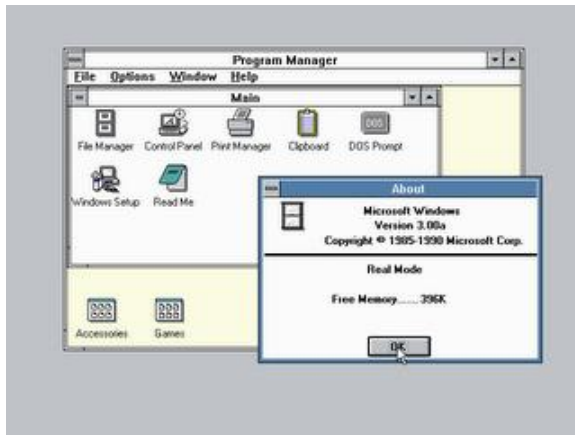 Program Manager
File Options Window Help
Main
File Manager Control Panel Print Manager Clipboard DOS Prompt
Windows Setup Read Me
Accessories Games
About
Microsoft Windows
Version 3.00a
Copyright © 1985-1990 Microsoft Corp.
Real Mode
Free Memory...... 396K
OK